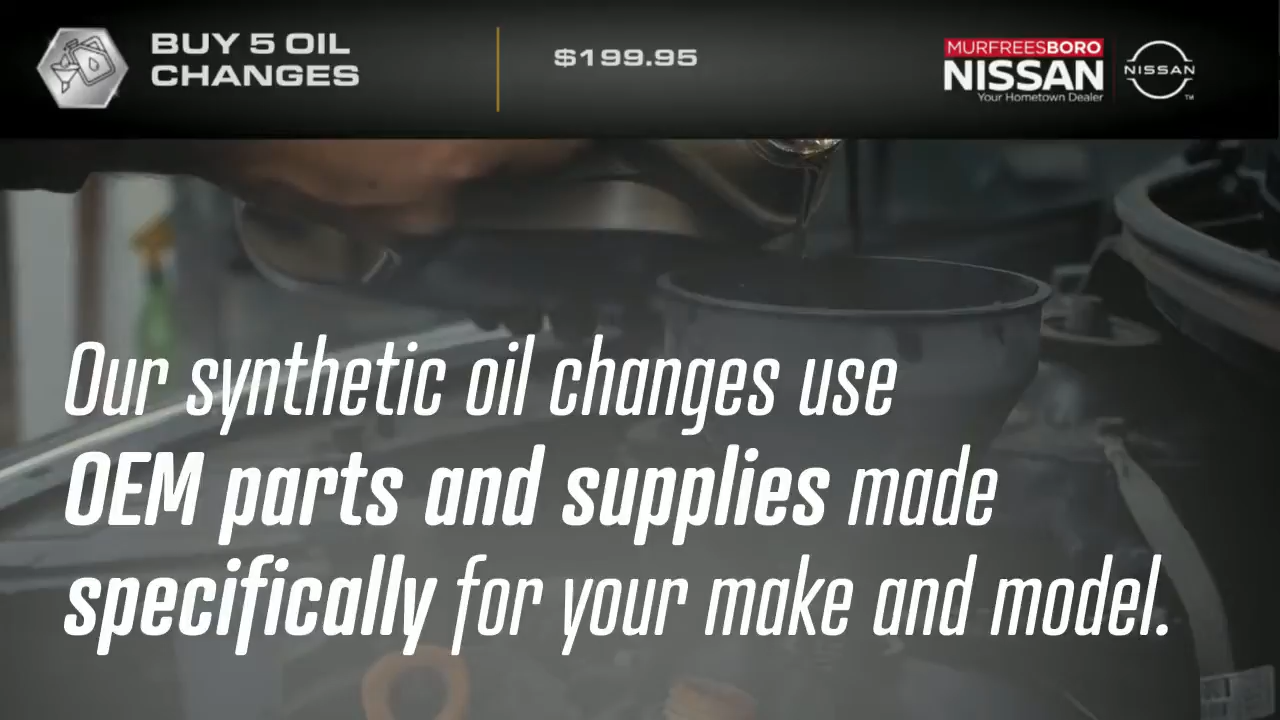 BUY 5 OIL
CHANGES
$199.95
MURFREESBORO
NISSAN
Your Hometown Dealer
NISSAN
TM
Our synthetic oil changes use
OEM parts and supplies made
specifically for your make and model.